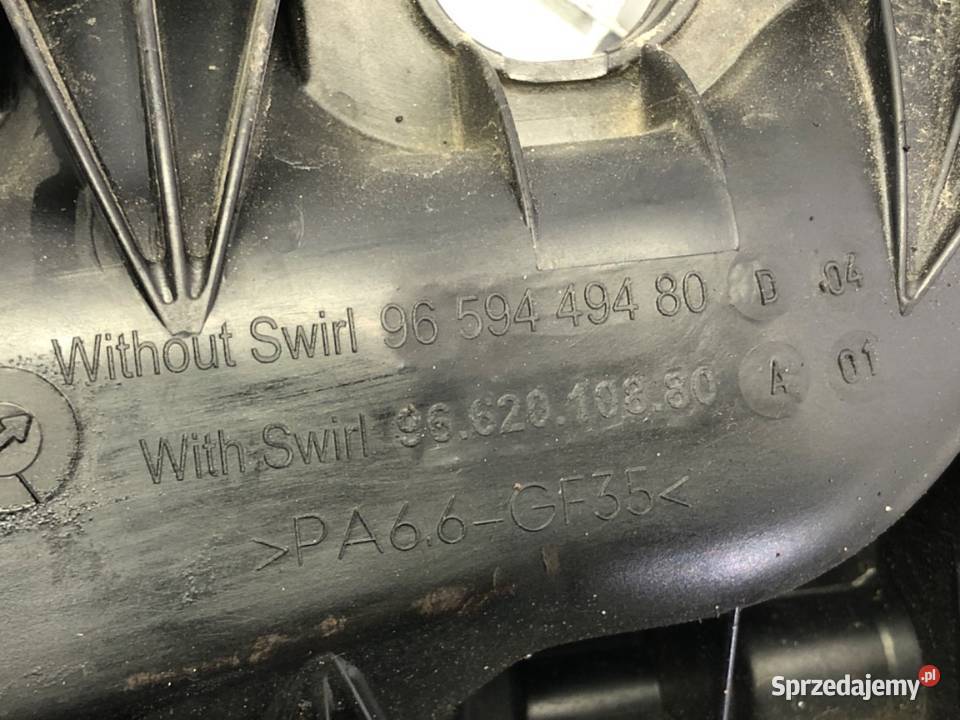 Without Swirl 96 594 494 80 D 04
With Swirl 96.620.108.80 A 01
>PA6.6-GF35<
Sprzedajemy.pl